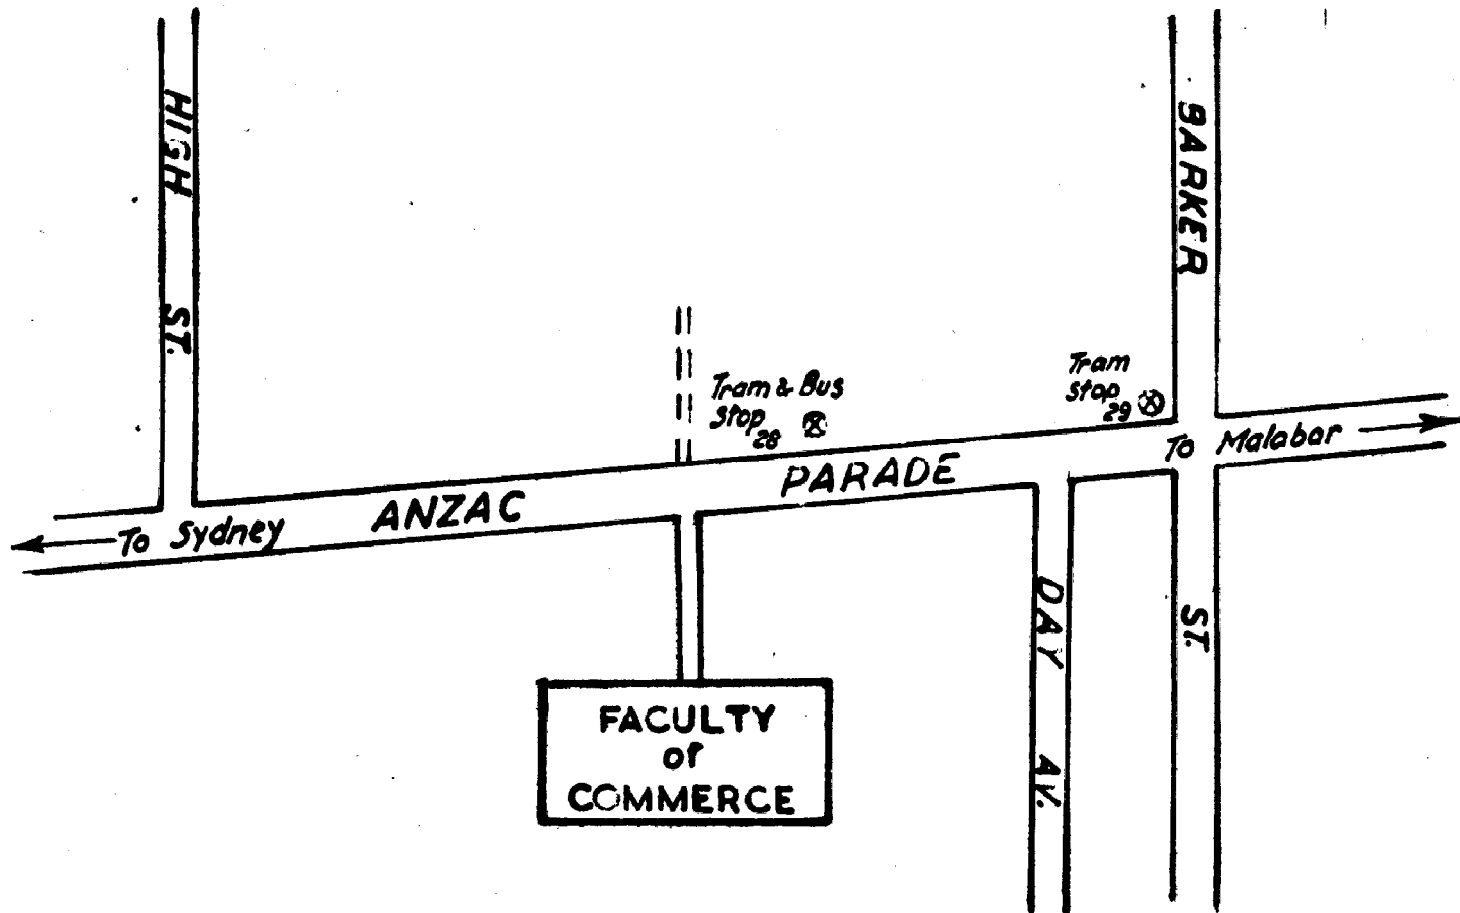 HIGH ST.
BARKER ST.
Tram & Bus
stop
28
Tram
stop
29
To Malabar
PARADE
ANZAC
To Sydney
DAY AV.
FACULTY
of
COMMERCE